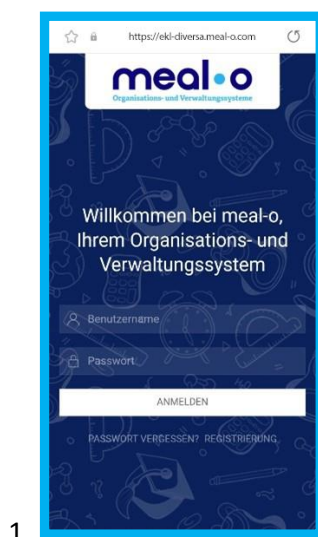 https://ekl-diversa.meal-o.com
meal•o
Organisations- und Verwaltungssysteme
Willkommen bei meal-o,
Ihrem Organisations- und
Verwaltungssystem
Benutzername
Passwort
ANMELDEN
PASSWORT VERGESSEN? REGISTRIERUNG
1